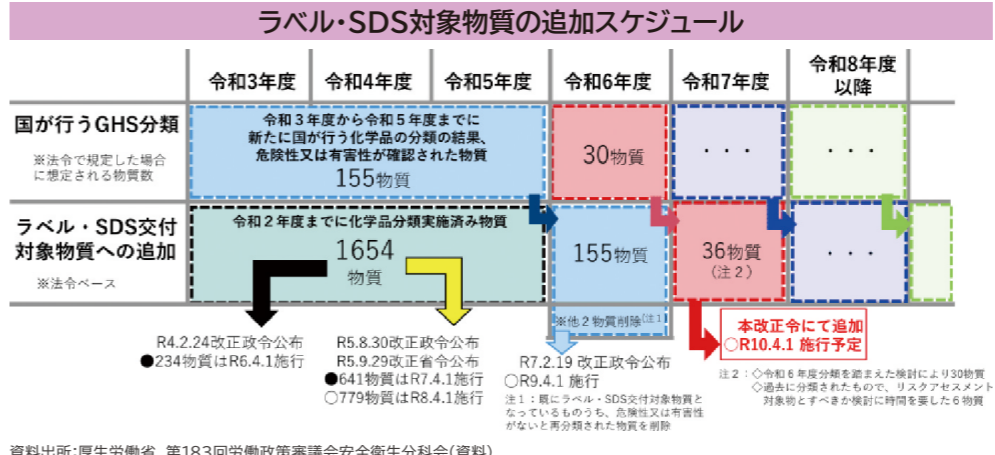 ラベル・SDS対象物質の追加スケジュール
令和3年度
令和4年度
令和5年度
令和6年度
令和7年度
令和8年度
以降
国が行うGHS分類
※法令で規定した場合
に想定される物質数
令和3年度から令和5年度までに
新たに国が行う化学品の分類の結果、
危険性又は有害性が確認された物質
155物質
30物質
・・・
・・・
ラベル・SDS交付
対象物質への追加
※法令ベース
令和2年度までに化学品分類実施済み物質
1654
物質
155物質
36物質
(注2)
・・・
※他2物質削除(注1)
R4.2.24改正政令公布
●234物質はR6.4.1施行
R5.8.30改正政令公布
R5.9.29改正省令公布
●641物質はR7.4.1施行
○779物質はR8.4.1施行
R7.2.19 改正政令公布
○R9.4.1 施行
注1:既にラベル・SDS交付対象物質と
なっているものうち、危険性又は有害性
がないと再分類された物質を削除
本改正令にて追加
○R10.4.1 施行予定
注2:◇令和6年度分類を踏まえた検討により30物質
◇過去に分類されたもので、リスクアセスメント
対象物とすべきか検討に時間を要した6物質
資料出所:厚生労働省 第183回労働政策審議会安全衛生分科会(資料)